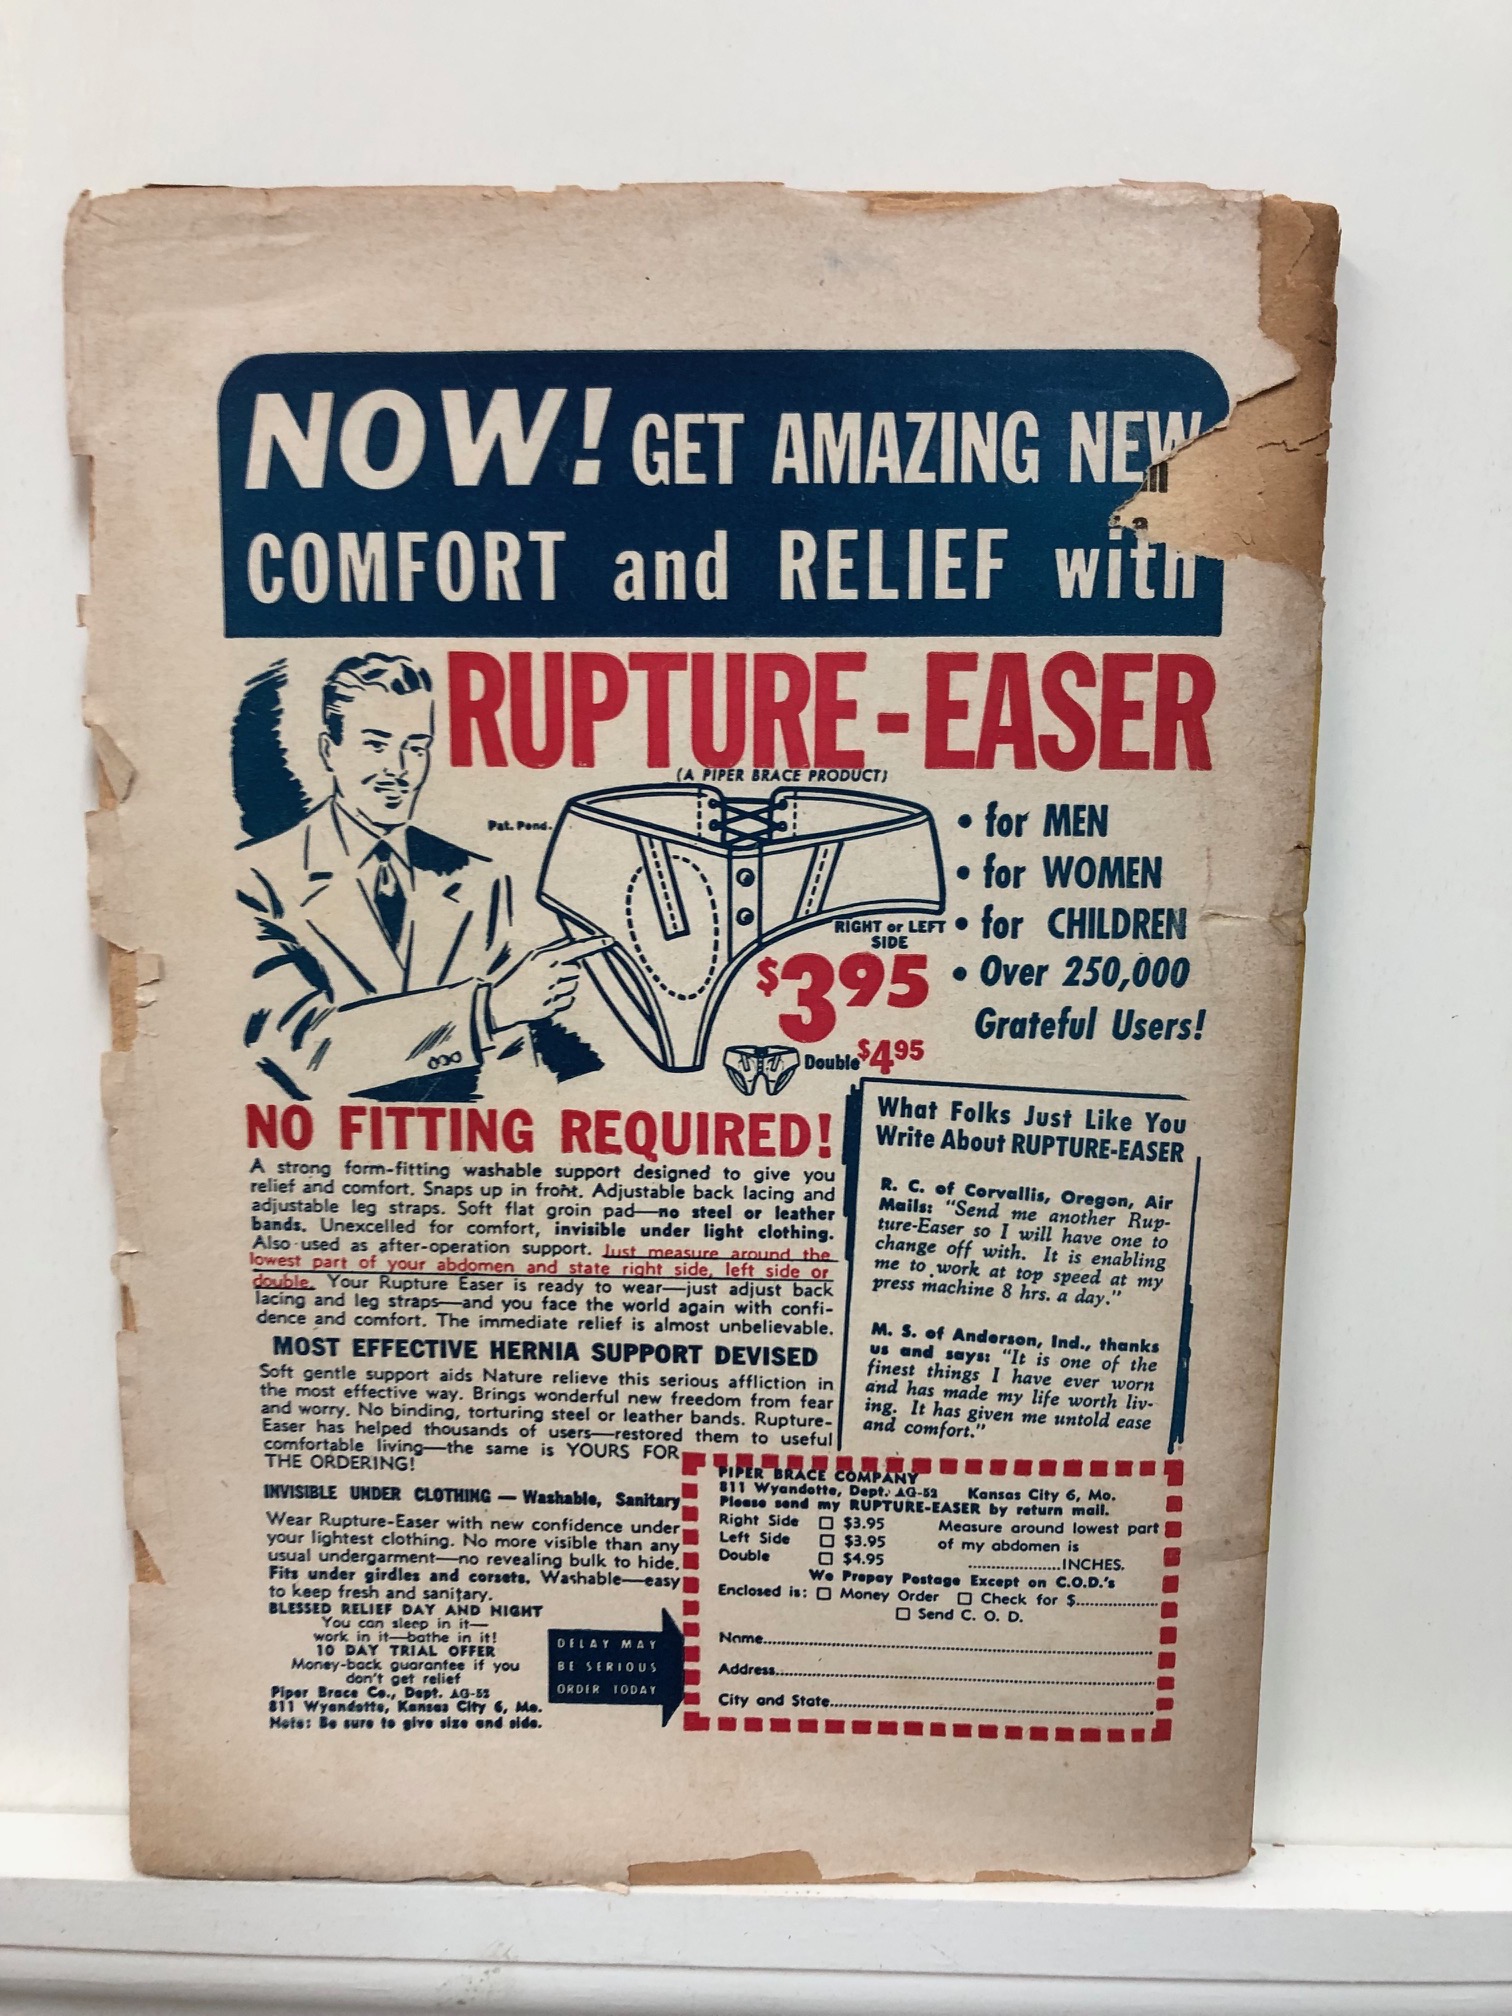 NOW! GET AMAZING NEW
COMFORT and RELIEF with
RUPTURE-EASER
(A PIPER BRACE PRODUCT)
Pat. Pend.
• for MEN
• for WOMEN
• for CHILDREN
• Over 250,000
Grateful Users!
RIGHT or LEFT
SIDE
$3.95
Double $4.95
NO FITTING REQUIRED!
A strong form-fitting washable support designed to give you
relief and comfort. Snaps up in front. Adjustable back lacing and
adjustable leg straps. Soft flat groin pad—no steel or leather
bands. Unexcelled for comfort, invisible under light clothing.
Also used as after-operation support. Just measure around the
lowest part of your abdomen and state right side, left side or
double. Your Rupture Easer is ready to wear—just adjust back
lacing and leg straps—and you face the world again with confi-
dence and comfort. The immediate relief is almost unbelievable.
MOST EFFECTIVE HERNIA SUPPORT DEVISED
Soft gentle support aids Nature relieve this serious affliction in
the most effective way. Brings wonderful new freedom from fear
and worry. No binding, torturing steel or leather bands. Rupture-
Easer has helped thousands of users—restored them to useful
comfortable living—the same is YOURS FOR
THE ORDERING!
INVISIBLE UNDER CLOTHING — Washable, Sanitary
Wear Rupture-Easer with new confidence under
your lightest clothing. No more visible than any
usual undergarment—no revealing bulk to hide.
Fits under girdles and corsets. Washable—easy
to keep fresh and sanitary.
BLESSED RELIEF DAY AND NIGHT
You can sleep in it—
work in it—bathe in it!
10 DAY TRIAL OFFER
Money-back guarantee if you
don't get relief
Piper Brace Co., Dept. AG-52
811 Wyandotte, Kansas City 6, Mo.
Note: Be sure to give size and side.
DELAY MAY
BE SERIOUS
ORDER TODAY
What Folks Just Like You
Write About RUPTURE-EASER
R. C. of Corvallis, Oregon, Air
Mails: "Send me another Rup-
ture-Easer so I will have one to
change off with. It is enabling
me to work at top speed at my
press machine 8 hrs. a day."
M. S. of Anderson, Ind., thanks
us and says: "It is one of the
finest things I have ever worn
and has made my life worth liv-
ing. It has given me untold ease
and comfort."
PIPER BRACE COMPANY
811 Wyandotte, Dept. AG-52 Kansas City 6, Mo.
Please send my RUPTURE-EASER by return mail.
Right Side □ $3.95 Measure around lowest part
Left Side □ $3.95 of my abdomen is
Double □ $4.95 ....................INCHES.
We Prepay Postage Except on C.O.D.'s
Enclosed is: □ Money Order □ Check for $................
□ Send C. O. D.
Name................................................
Address................................................
City and State................................................